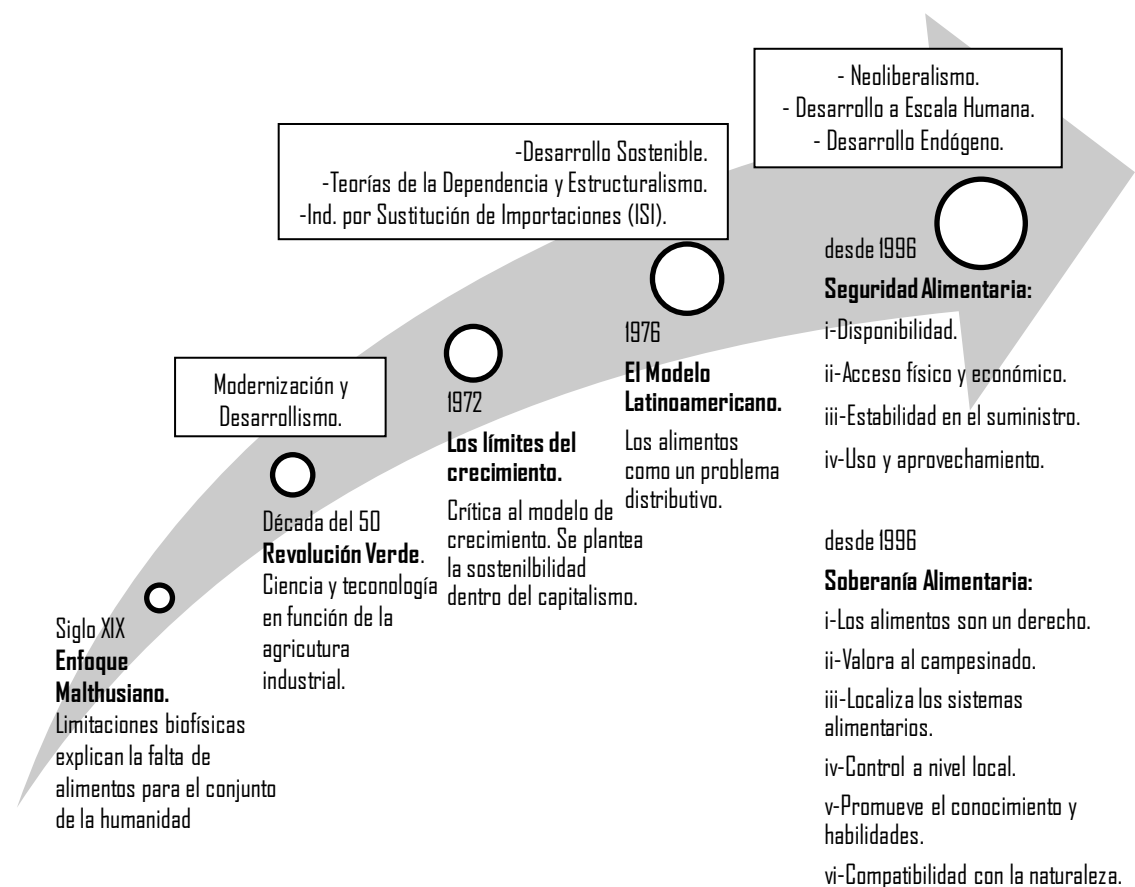 - Neoliberalismo.
- Desarrollo a Escala Humana.
- Desarrollo Endógeno.
-Desarrollo Sostenible.
-Teorías de la Dependencia y Estructuralismo.
-Ind. por Sustitución de Importaciones (ISI).
Modernización y
Desarrollismo.
Siglo XIX
Enfoque
Malthusiano.
Limitaciones biofísicas
explican la falta de
alimentos para el conjunto
de la humanidad
Década del 50
Revolución Verde.
Ciencia y teconología
en función de la
agricutura
industrial.
1972
Los límites del
crecimiento.
Crítica al modelo de
crecimiento. Se plantea
la sostenilbilidad
dentro del capitalismo.
1976
El Modelo
Latinoamericano.
Los alimentos
como un problema
distributivo.
desde 1996
Seguridad Alimentaria:
i-Disponibilidad.
ii-Acceso físico y económico.
iii-Estabilidad en el suministro.
iv-Uso y aprovechamiento.
desde 1996
Soberanía Alimentaria:
i-Los alimentos son un derecho.
ii-Valora al campesinado.
iii-Localiza los sistemas
alimentarios.
iv-Control a nivel local.
v-Promueve el conocimiento y
habilidades.
vi-Compatibilidad con la naturaleza.